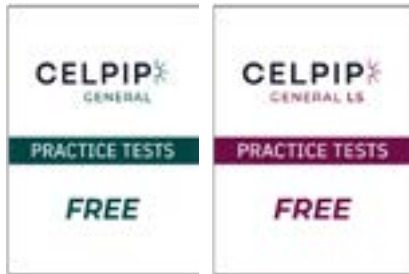 CELPIP
GENERAL
PRACTICE TESTS
FREE
CELPIP
GENERAL LS
PRACTICE TESTS
FREE